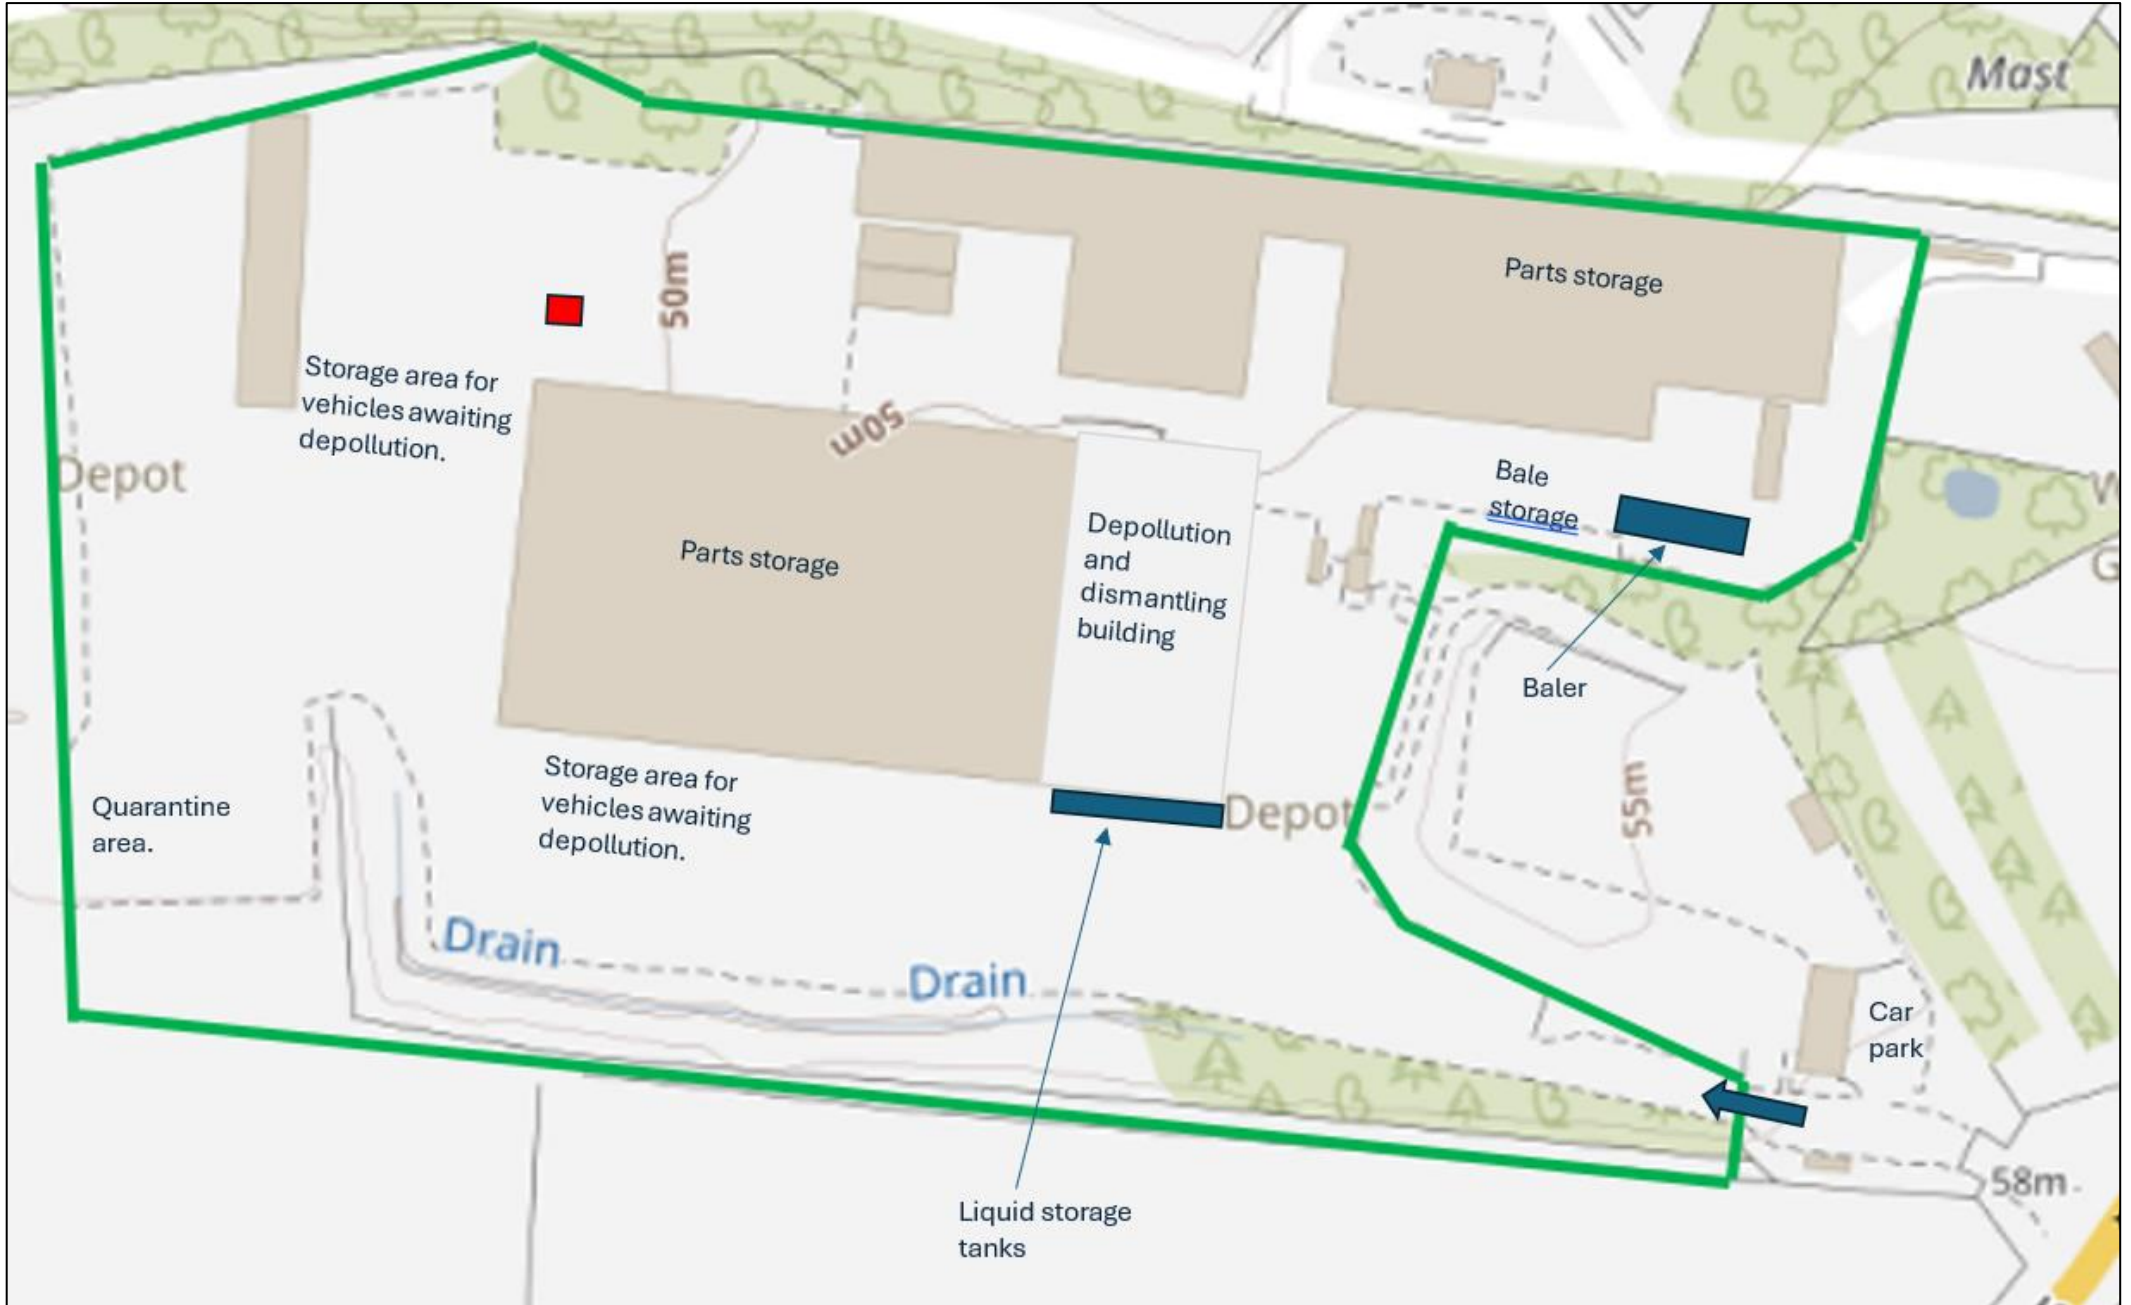 Mast
50m
Parts storage
Storage area for
vehicles awaiting
depollution.
50m
Depot
Bale
storage
Depollution
and
dismantling
building
Parts storage
Baler
Storage area for
vehicles awaiting
depollution.
Quarantine
area.
Depot
55m
Drain
Drain
Car
park
58m
Liquid storage
tanks